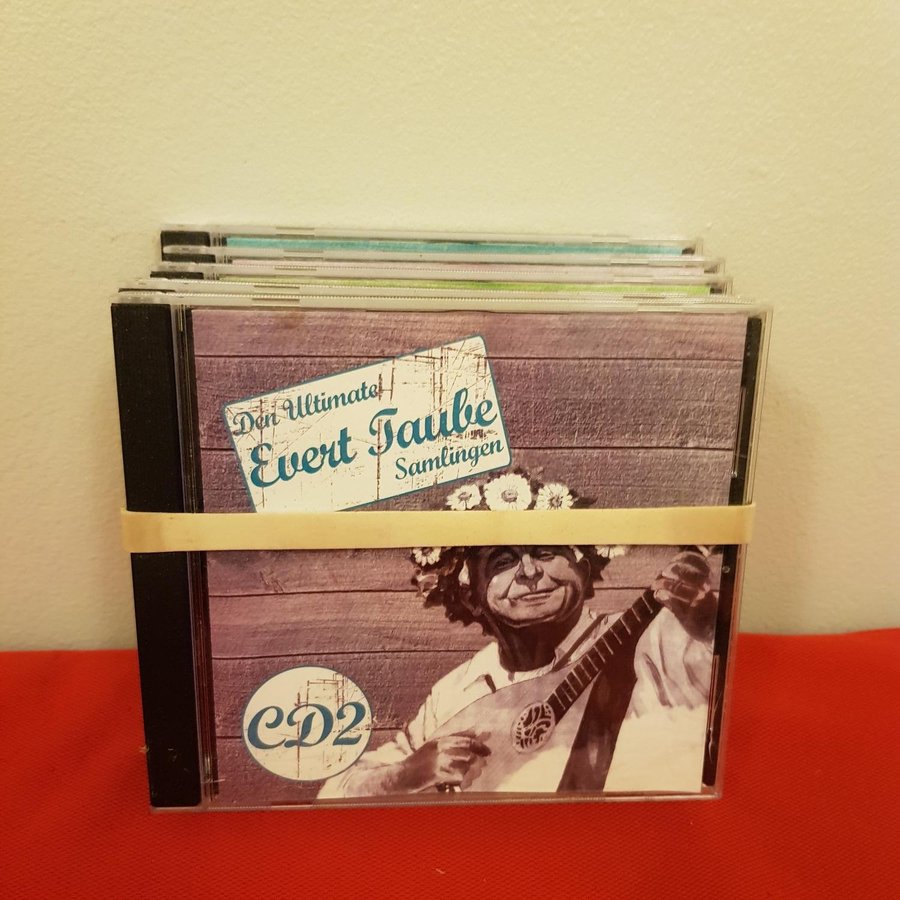 Den Ultimate
Evert Taube
Samlingen
CD2